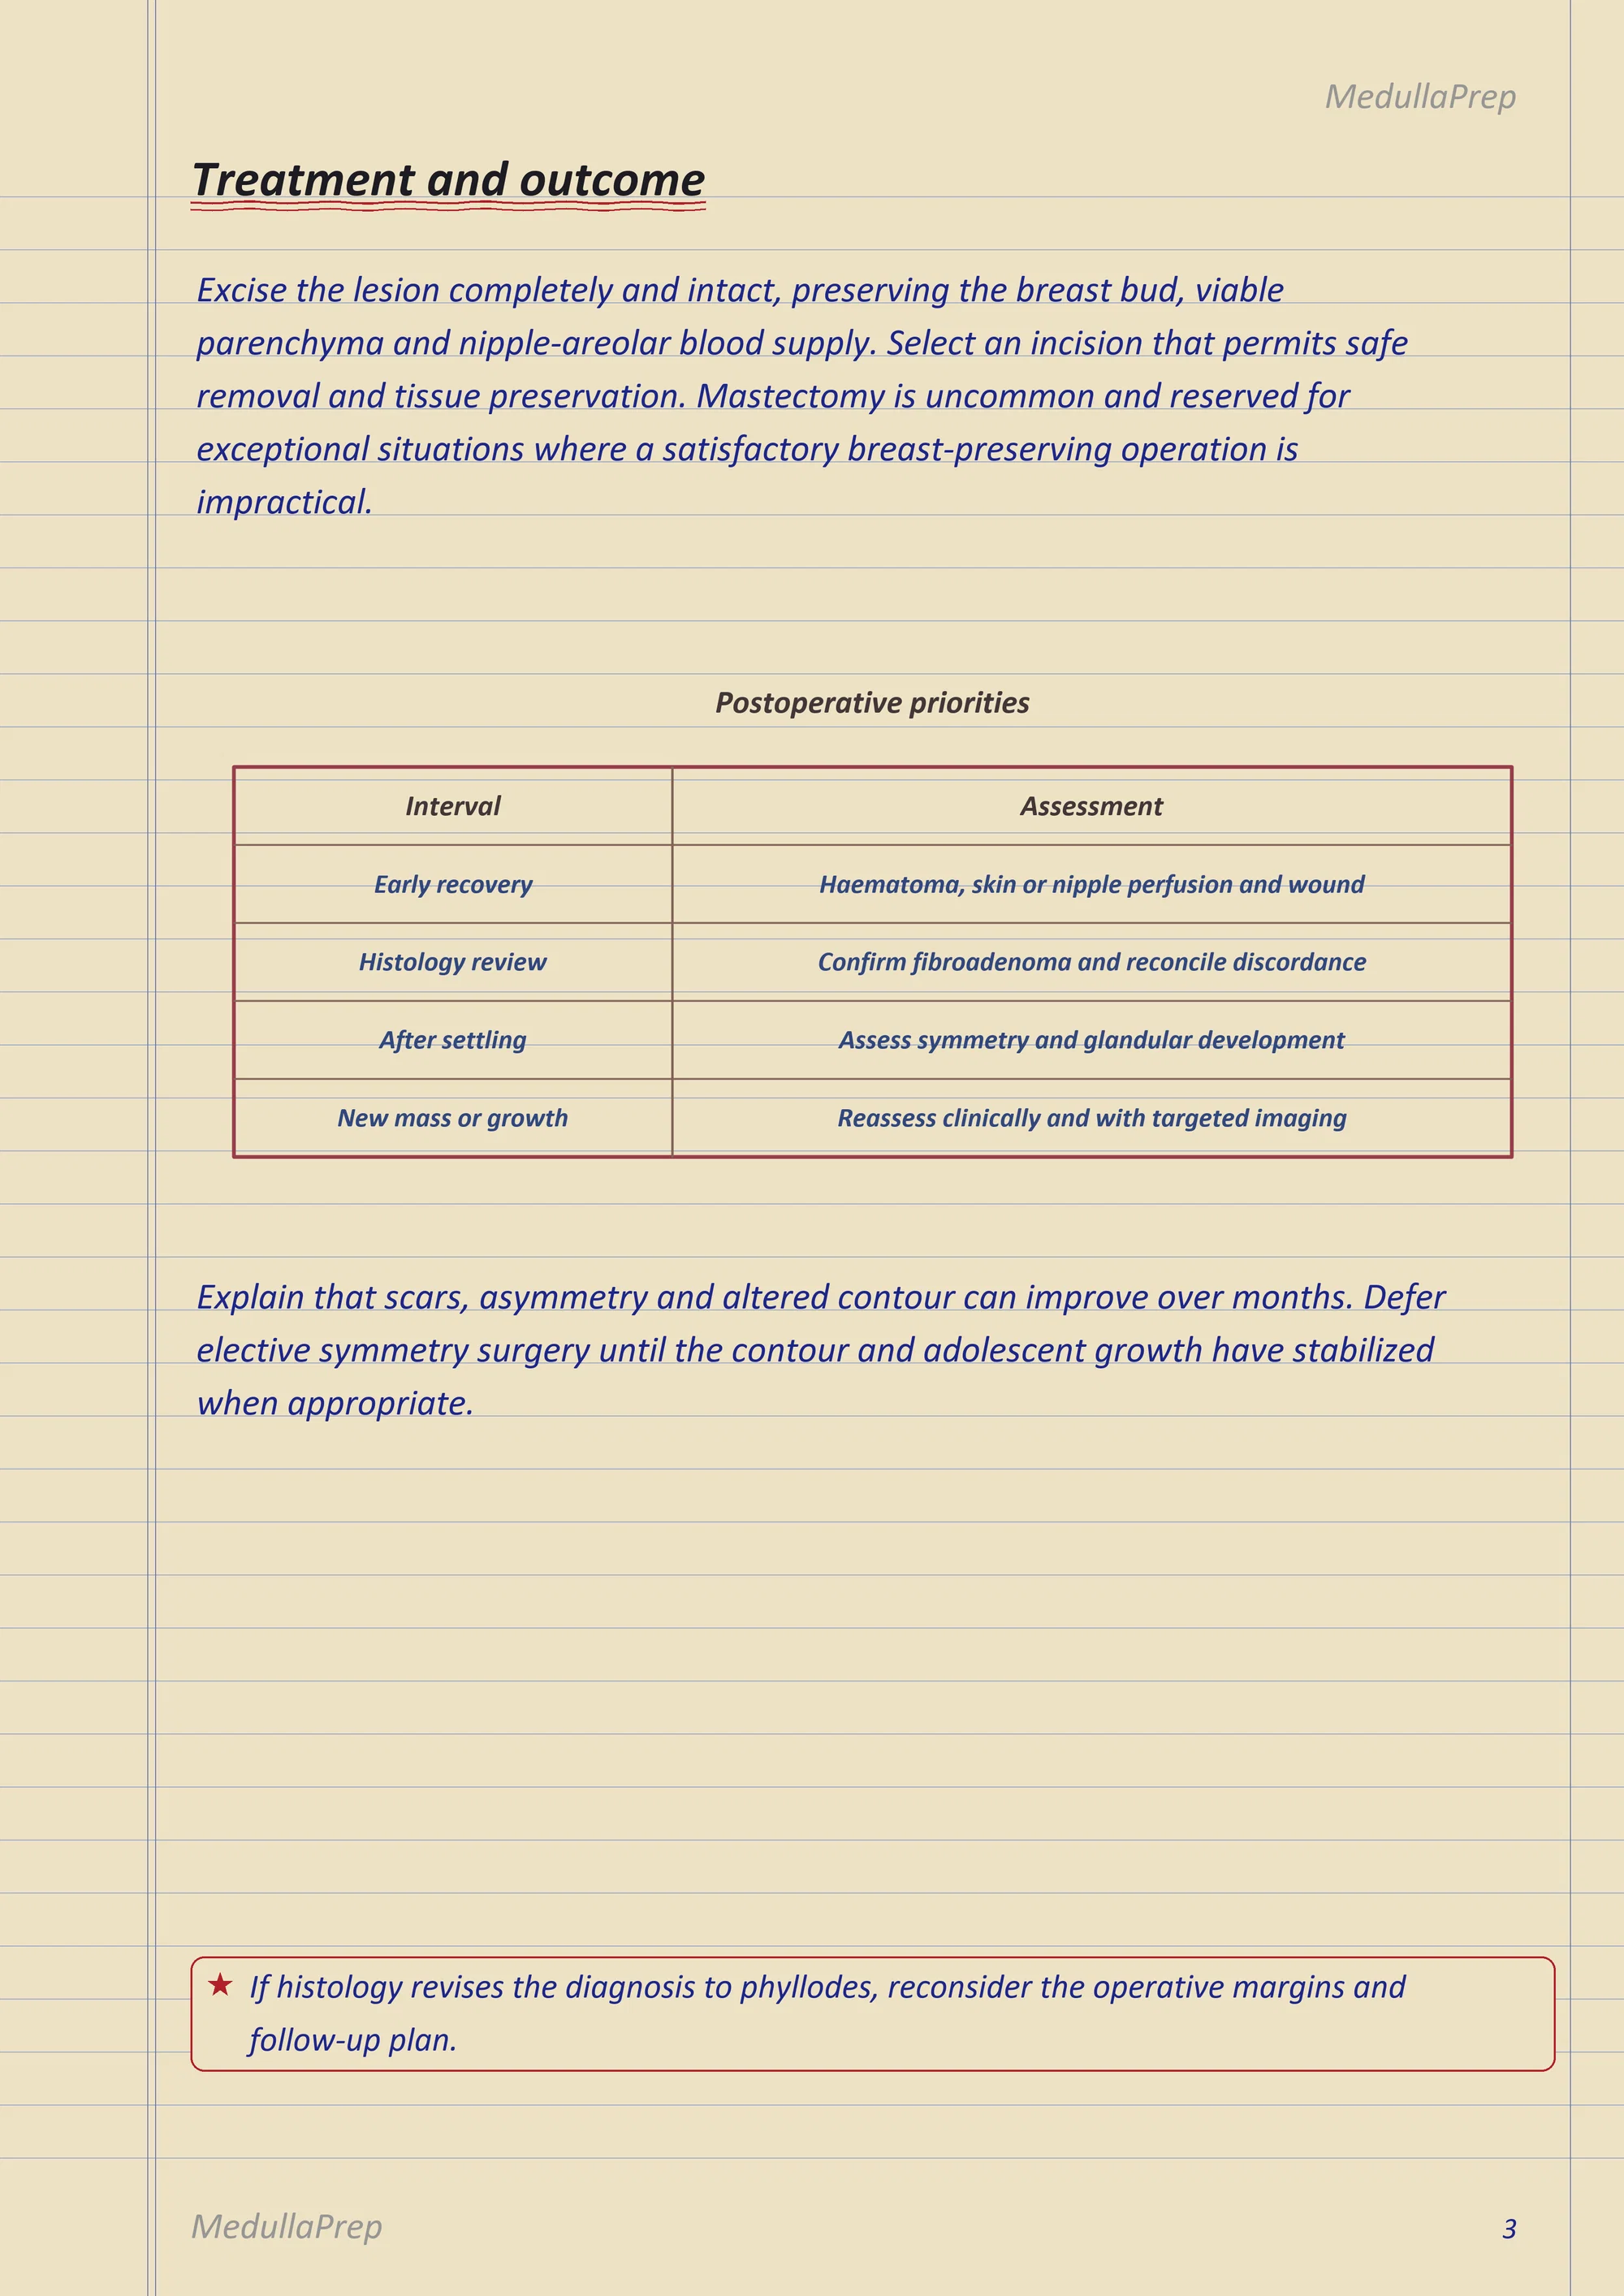 MedullaPrep
Treatment and outcome
Excise the lesion completely and intact, preserving the breast bud, viable
parenchyma and nipple-areolar blood supply. Select an incision that permits safe
removal and tissue preservation. Mastectomy is uncommon and reserved for
exceptional situations where a satisfactory breast-preserving operation is
impractical.
Postoperative priorities
Interval Assessment
Early recovery Haematoma, skin or nipple perfusion and wound
Histology review Confirm fibroadenoma and reconcile discordance
After settling Assess symmetry and glandular development
New mass or growth Reassess clinically and with targeted imaging
Explain that scars, asymmetry and altered contour can improve over months. Defer
elective symmetry surgery until the contour and adolescent growth have stabilized
when appropriate.
★ If histology revises the diagnosis to phyllodes, reconsider the operative margins and
follow-up plan.
MedullaPrep 3